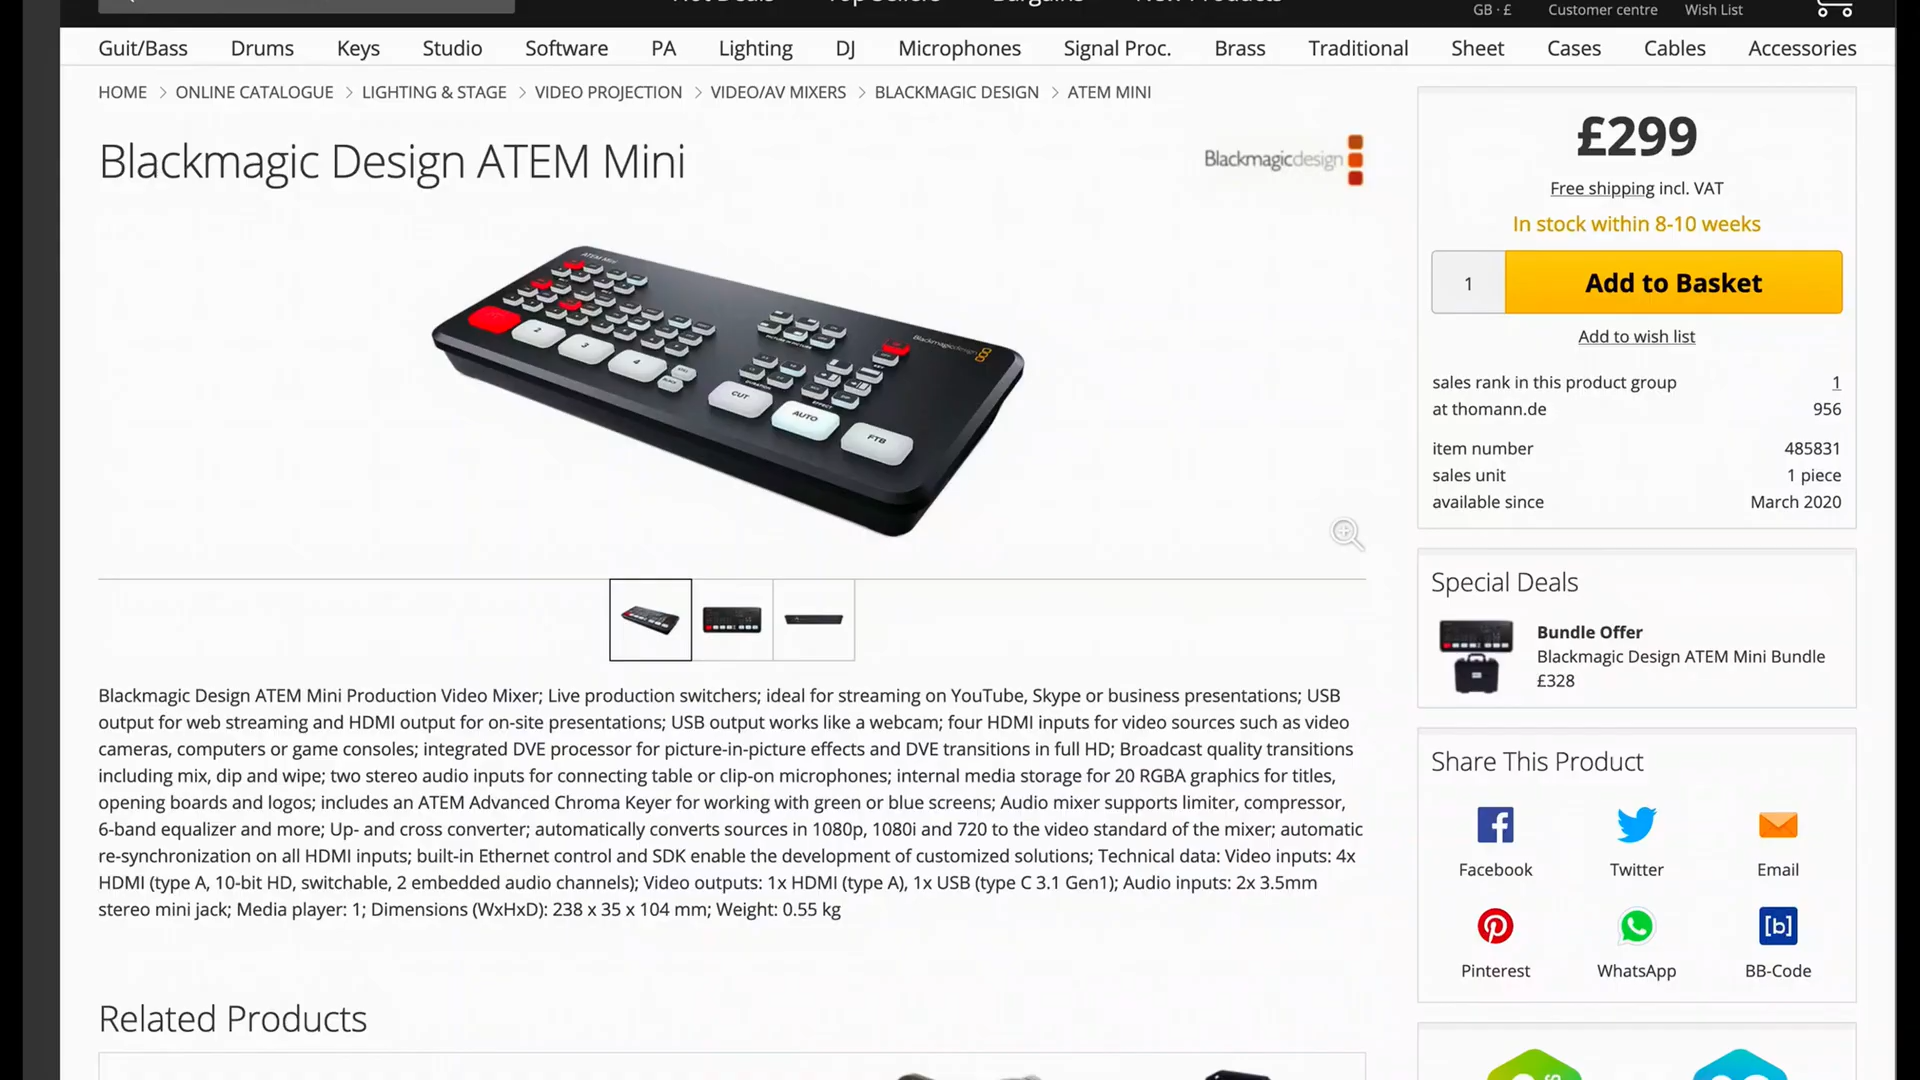 GB · £ Customer centre Wish List
Guit/Bass Drums Keys Studio Software PA Lighting DJ Microphones Signal Proc. Brass Traditional Sheet Cases Cables Accessories
HOME > ONLINE CATALOGUE > LIGHTING & STAGE > VIDEO PROJECTION > VIDEO/AV MIXERS > BLACKMAGIC DESIGN > ATEM MINI
Blackmagic Design ATEM Mini
Blackmagicdesign
£299
Free shipping incl. VAT
In stock within 8-10 weeks
1 Add to Basket
Add to wish list
sales rank in this product group 1
at thomann.de 956
item number 485831
sales unit 1 piece
available since March 2020
ATEM Mini
Blackmagicdesign
2
3
4
CUT
AUTO
FTB
Special Deals
Bundle Offer
Blackmagic Design ATEM Mini Bundle
£328
Blackmagic Design ATEM Mini Production Video Mixer; Live production switchers; ideal for streaming on YouTube, Skype or business presentations; USB
output for web streaming and HDMI output for on-site presentations; USB output works like a webcam; four HDMI inputs for video sources such as video
cameras, computers or game consoles; integrated DVE processor for picture-in-picture effects and DVE transitions in full HD; Broadcast quality transitions
including mix, dip and wipe; two stereo audio inputs for connecting table or clip-on microphones; internal media storage for 20 RGBA graphics for titles,
opening boards and logos; includes an ATEM Advanced Chroma Keyer for working with green or blue screens; Audio mixer supports limiter, compressor,
6-band equalizer and more; Up- and cross converter; automatically converts sources in 1080p, 1080i and 720 to the video standard of the mixer; automatic
re-synchronization on all HDMI inputs; built-in Ethernet control and SDK enable the development of customized solutions; Technical data: Video inputs: 4x
HDMI (type A, 10-bit HD, switchable, 2 embedded audio channels); Video outputs: 1x HDMI (type A), 1x USB (type C 3.1 Gen1); Audio inputs: 2x 3.5mm
stereo mini jack; Media player: 1; Dimensions (WxHxD): 238 x 35 x 104 mm; Weight: 0.55 kg
Share This Product
Facebook Twitter Email
[b]
Pinterest WhatsApp BB-Code
Related Products